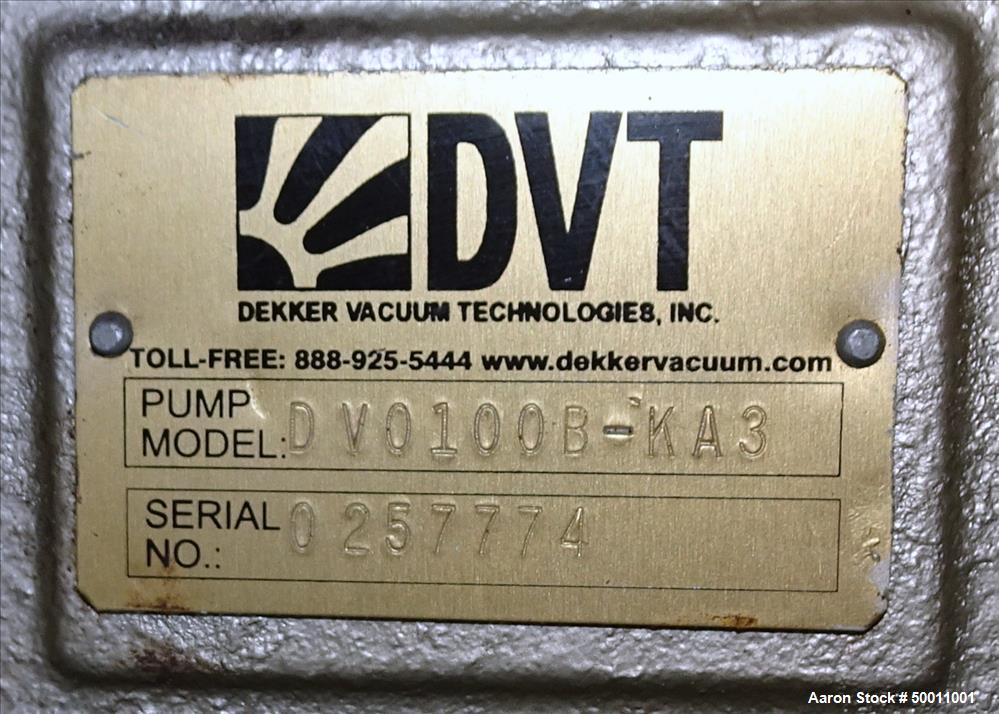 DVT
DEKKER VACUUM TECHNOLOGIES, INC.
TOLL-FREE: 888-925-5444 www.dekkervacuum.com
PUMP MODEL: DV0100B-KA3
SERIAL NO.: 0257774
Aaron Stock # 50011001